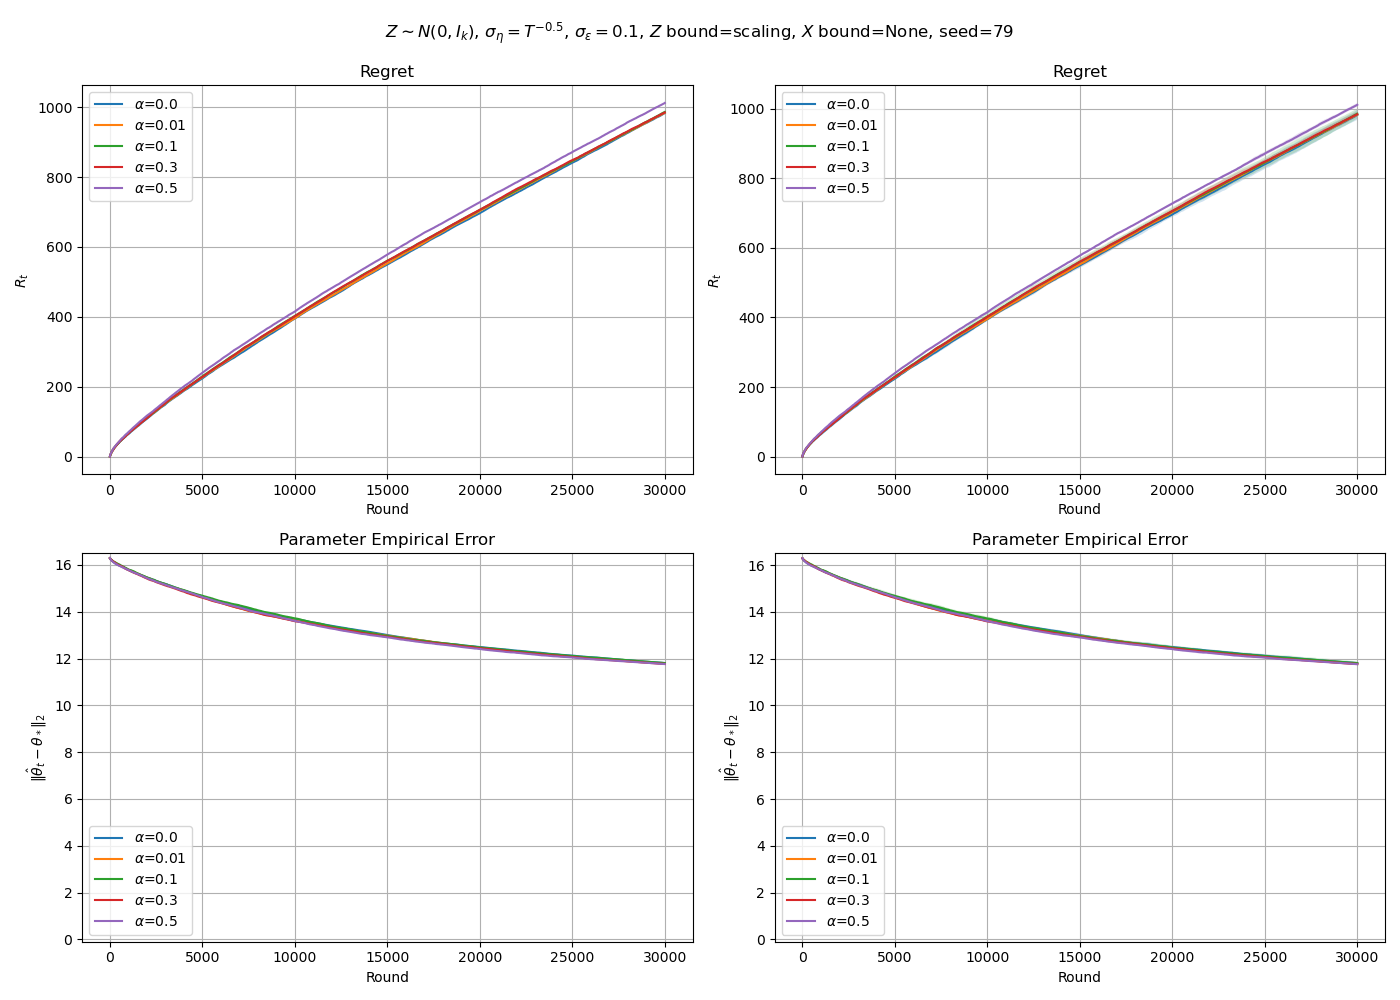 Z ~ N(0, I_k), σ_η = T^{-0.5}, σ_ε = 0.1, Z bound=scaling, X bound=None, seed=79
Regret
R_t
1000
800
600
400
200
0
α=0.0
α=0.01
α=0.1
α=0.3
α=0.5
0 5000 10000 15000 20000 25000 30000
Round
Regret
R_t
1000
800
600
400
200
0
α=0.0
α=0.01
α=0.1
α=0.3
α=0.5
0 5000 10000 15000 20000 25000 30000
Round
Parameter Empirical Error
‖θ̂_t − θ_*‖_2
16
14
12
10
8
6
4
2
0
α=0.0
α=0.01
α=0.1
α=0.3
α=0.5
0 5000 10000 15000 20000 25000 30000
Round
Parameter Empirical Error
‖θ̂_t − θ_*‖_2
16
14
12
10
8
6
4
2
0
α=0.0
α=0.01
α=0.1
α=0.3
α=0.5
0 5000 10000 15000 20000 25000 30000
Round